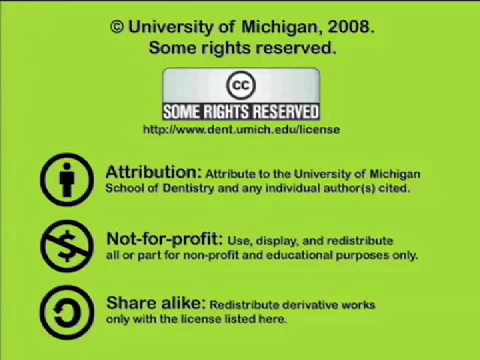 © University of Michigan, 2008.
Some rights reserved.
cc
SOME RIGHTS RESERVED
http://www.dent.umich.edu/license
Attribution: Attribute to the University of Michigan
School of Dentistry and any individual author(s) cited.
Not-for-profit: Use, display, and redistribute
all or part for non-profit and educational purposes only.
Share alike: Redistribute derivative works
only with the license listed here.